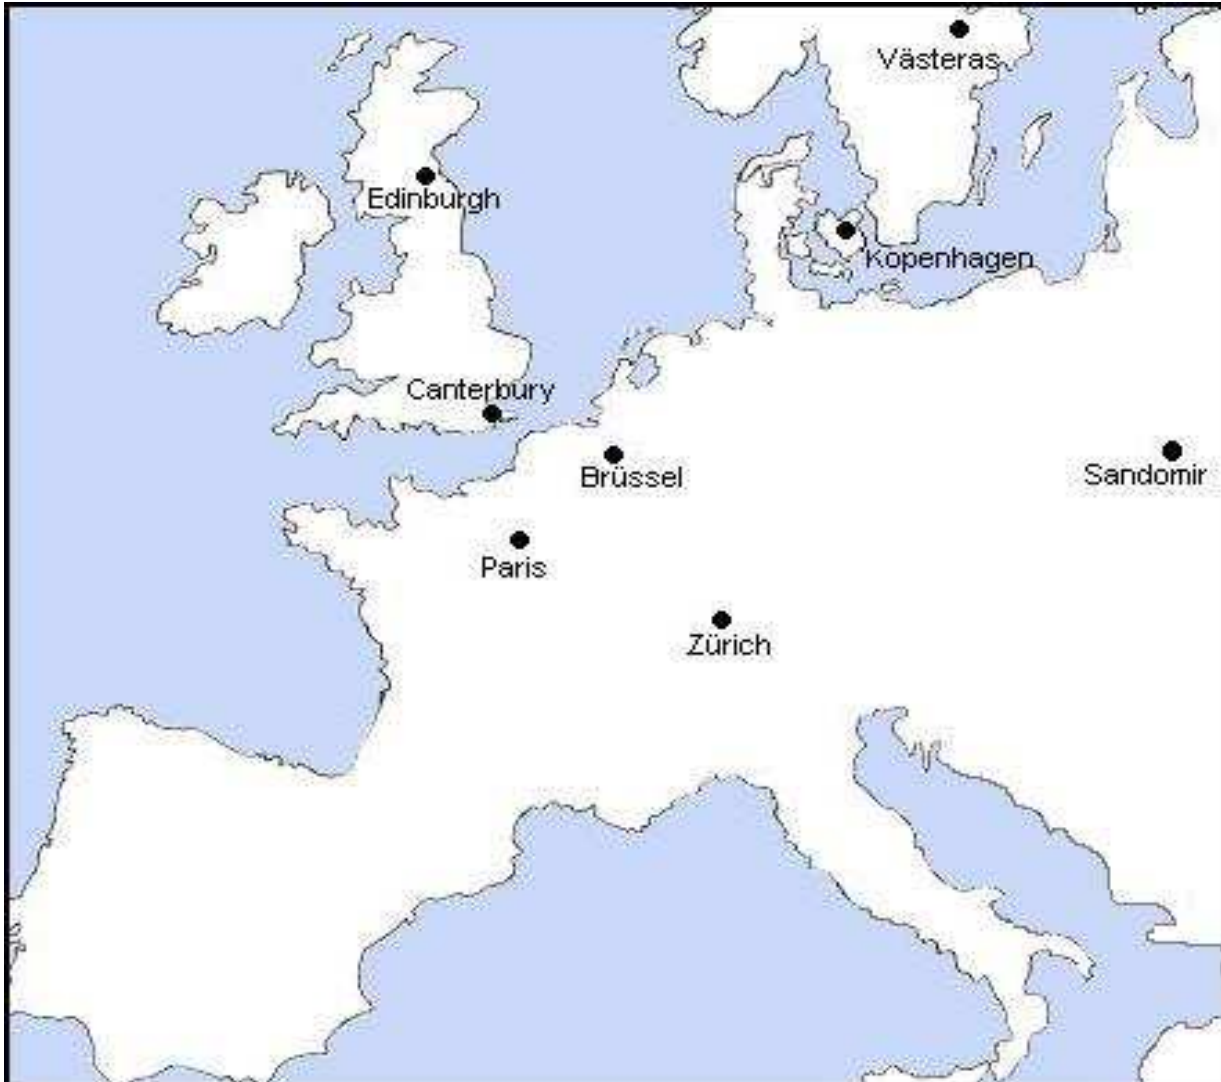 Västeras
Edinburgh
Kopenhagen
Canterbury
Brüssel
Sandomir
Paris
Zürich